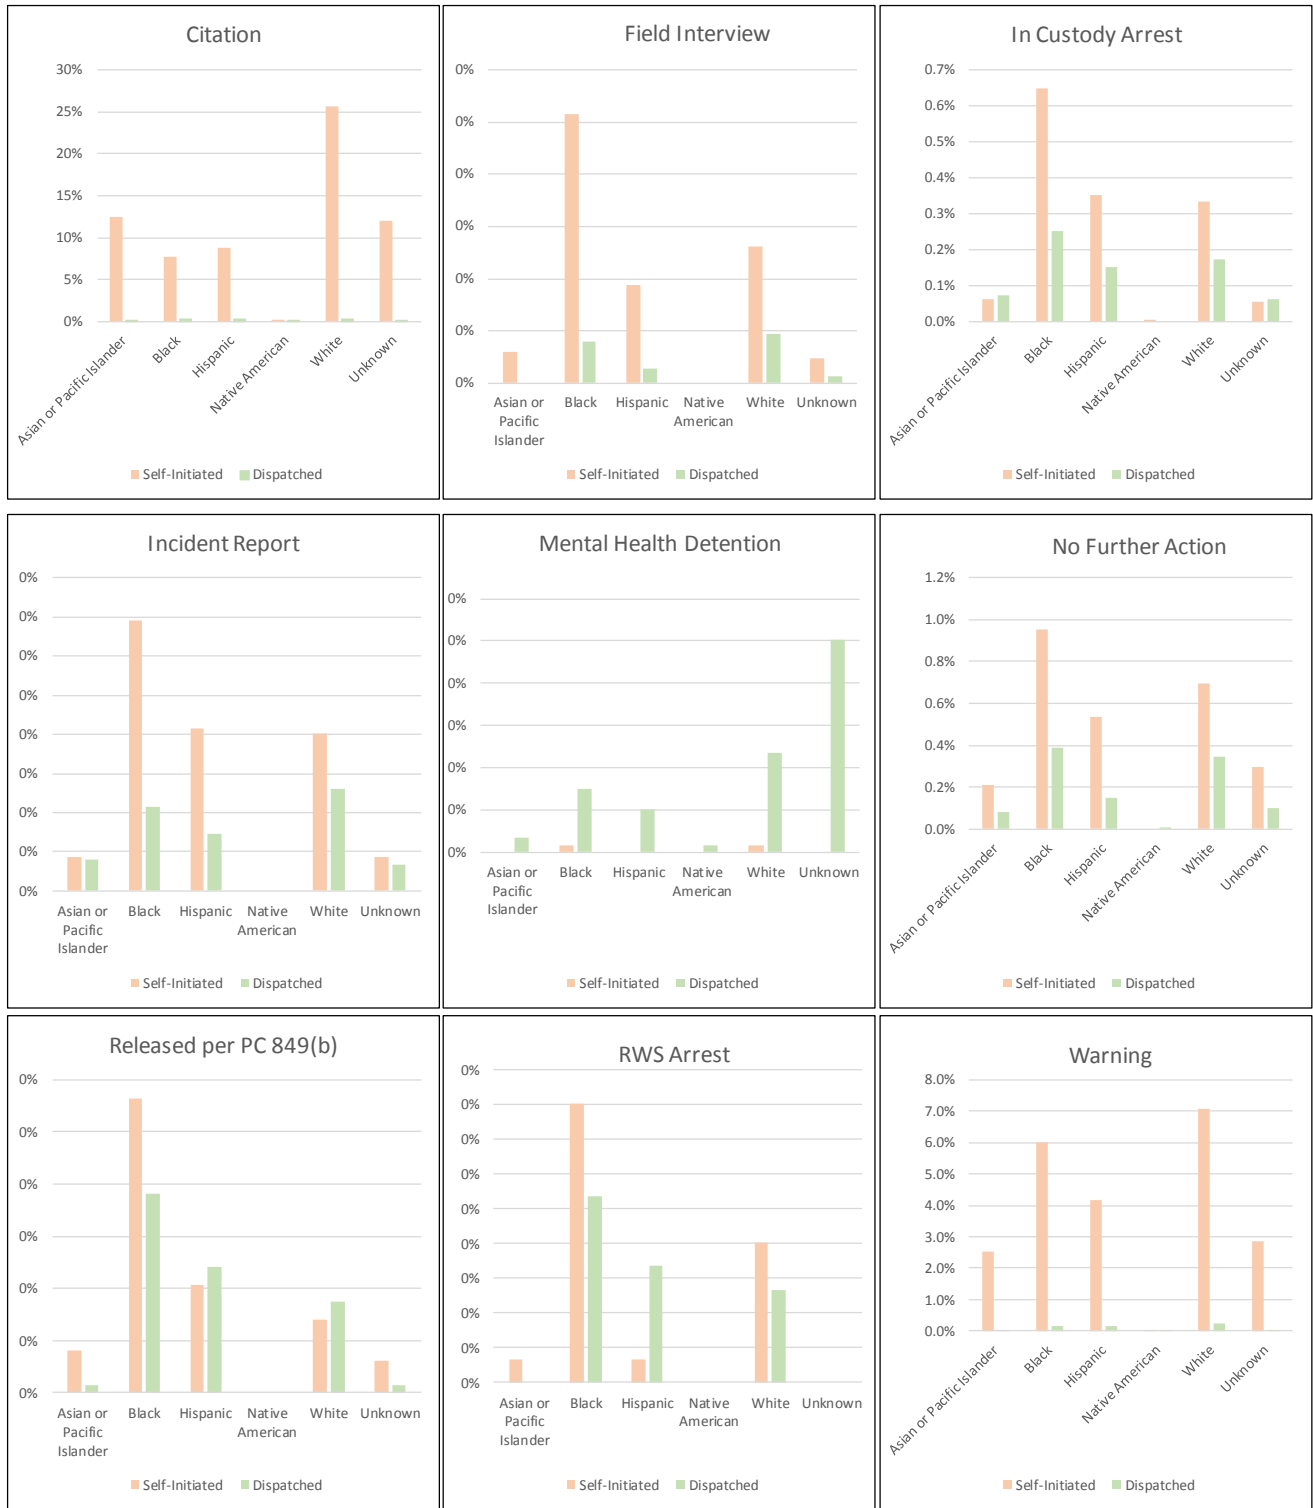 Citation
30%
25%
20%
15%
10%
5%
0%
Asian or Pacific Islander
Black
Hispanic
Native American
White
Unknown
Self-Initiated Dispatched
Field Interview
0%
0%
0%
0%
0%
0%
0%
Asian or Black Hispanic Native White Unknown
Pacific American
Islander
Self-Initiated Dispatched
In Custody Arrest
0.7%
0.6%
0.5%
0.4%
0.3%
0.2%
0.1%
0.0%
Asian or Pacific Islander
Black
Hispanic
Native American
White
Unknown
Self-Initiated Dispatched
Incident Report
0%
0%
0%
0%
0%
0%
0%
0%
0%
Asian or Black Hispanic Native White Unknown
Pacific American
Islander
Self-Initiated Dispatched
Mental Health Detention
0%
0%
0%
0%
0%
0%
0%
Asian or Black Hispanic Native White Unknown
Pacific American
Islander
Self-Initiated Dispatched
No Further Action
1.2%
1.0%
0.8%
0.6%
0.4%
0.2%
0.0%
Asian or Pacific Islander
Black
Hispanic
Native American
White
Unknown
Self-Initiated Dispatched
Released per PC 849(b)
0%
0%
0%
0%
0%
0%
0%
Asian or Black Hispanic Native White Unknown
Pacific American
Islander
Self-Initiated Dispatched
RWS Arrest
0%
0%
0%
0%
0%
0%
0%
0%
0%
0%
Asian or Black Hispanic Native White Unknown
Pacific American
Islander
Self-Initiated Dispatched
Warning
8.0%
7.0%
6.0%
5.0%
4.0%
3.0%
2.0%
1.0%
0.0%
Asian or Pacific Islander
Black
Hispanic
Native American
White
Unknown
Self-Initiated Dispatched